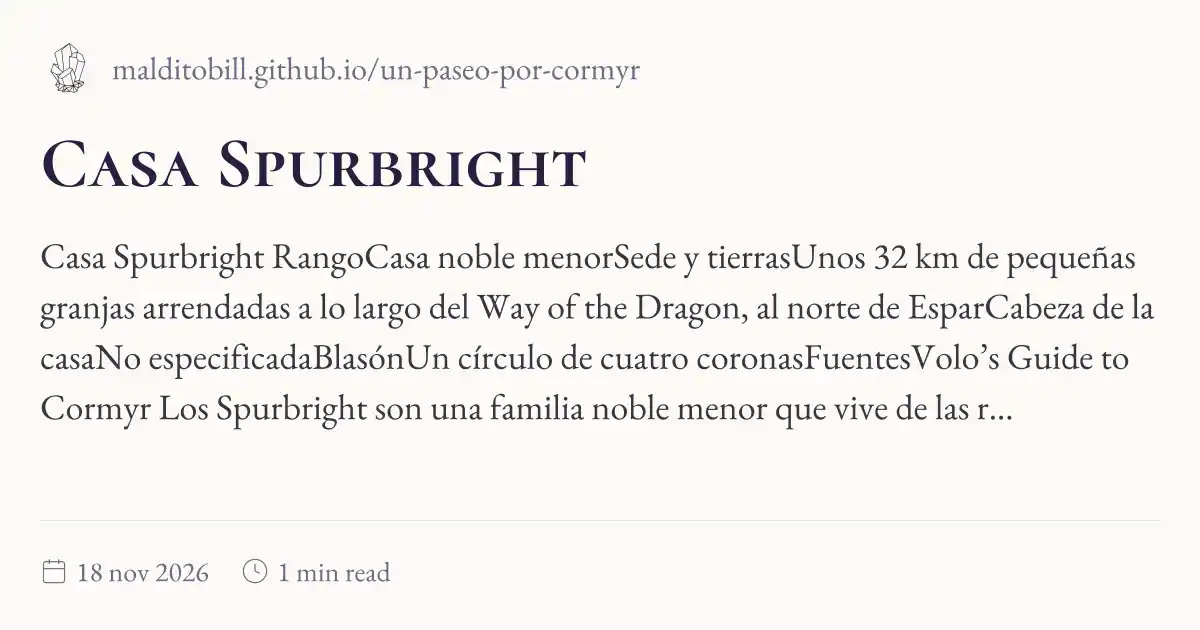 malditobill.github.io/un-paseo-por-cormyr
Casa Spurbright
Casa Spurbright RangoCasa noble menorSede y tierrasUnos 32 km de pequeñas
granjas arrendadas a lo largo del Way of the Dragon, al norte de EsparCabeza de la
casaNo especificadaBlasónUn círculo de cuatro coronasFuentesVolo’s Guide to
Cormyr Los Spurbright son una familia noble menor que vive de las r...
18 nov 2026 1 min read